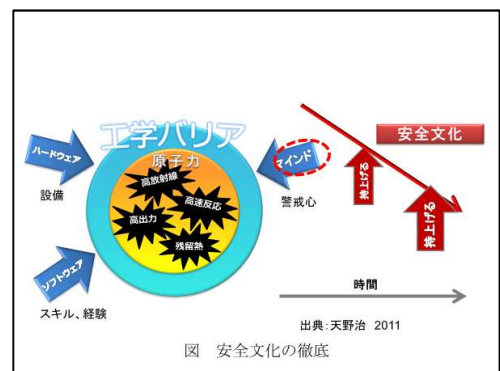 工学バリア
原子力
高放射線
高速反応
高出力
残留熱
ハードウェア
設備
ソフトウェア
スキル、経験
マインド
警戒心
安全文化
持上げる
持上げる
時間
出典:天野治 2011
図 安全文化の徹底